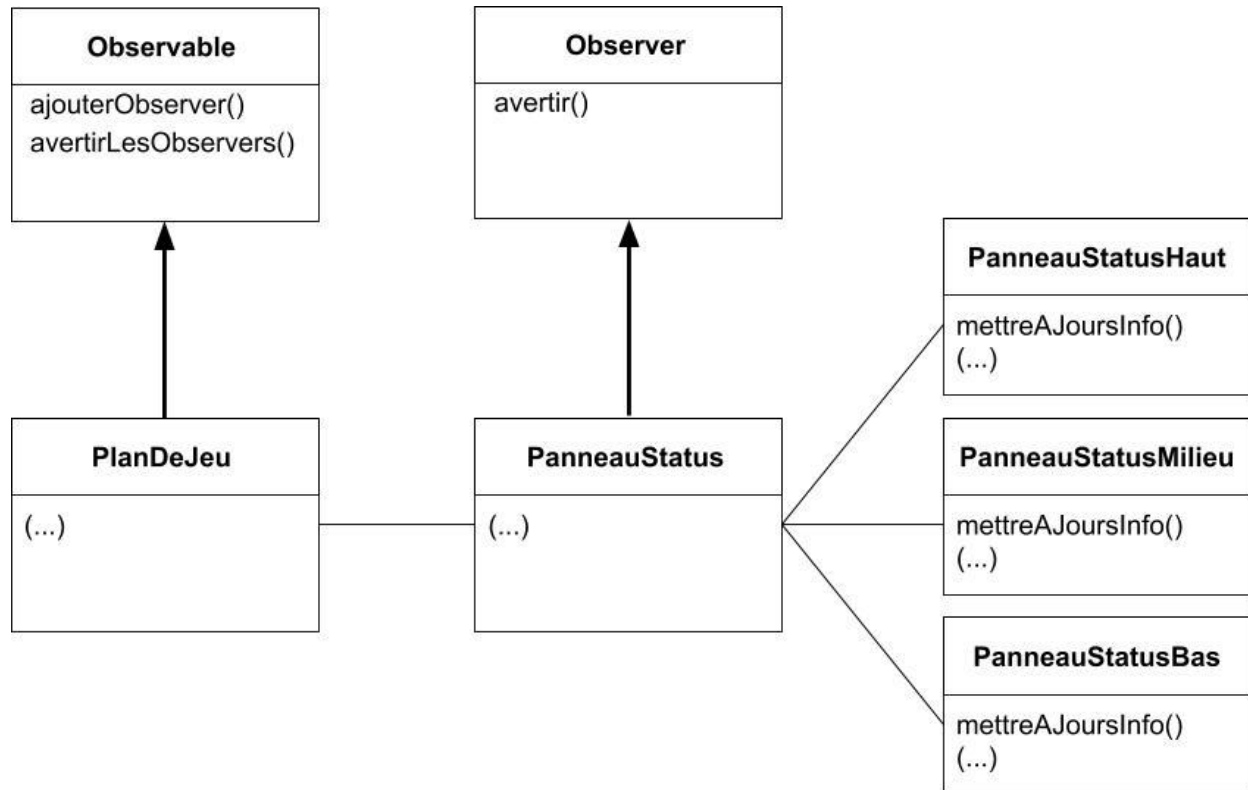 Observable
ajouterObserver()
avertirLesObservers()
Observer
avertir()
PanneauStatusHaut
mettreAJoursInfo()
(...)
PlanDeJeu
(...)
PanneauStatus
(...)
PanneauStatusMilieu
mettreAJoursInfo()
(...)
PanneauStatusBas
mettreAJoursInfo()
(...)